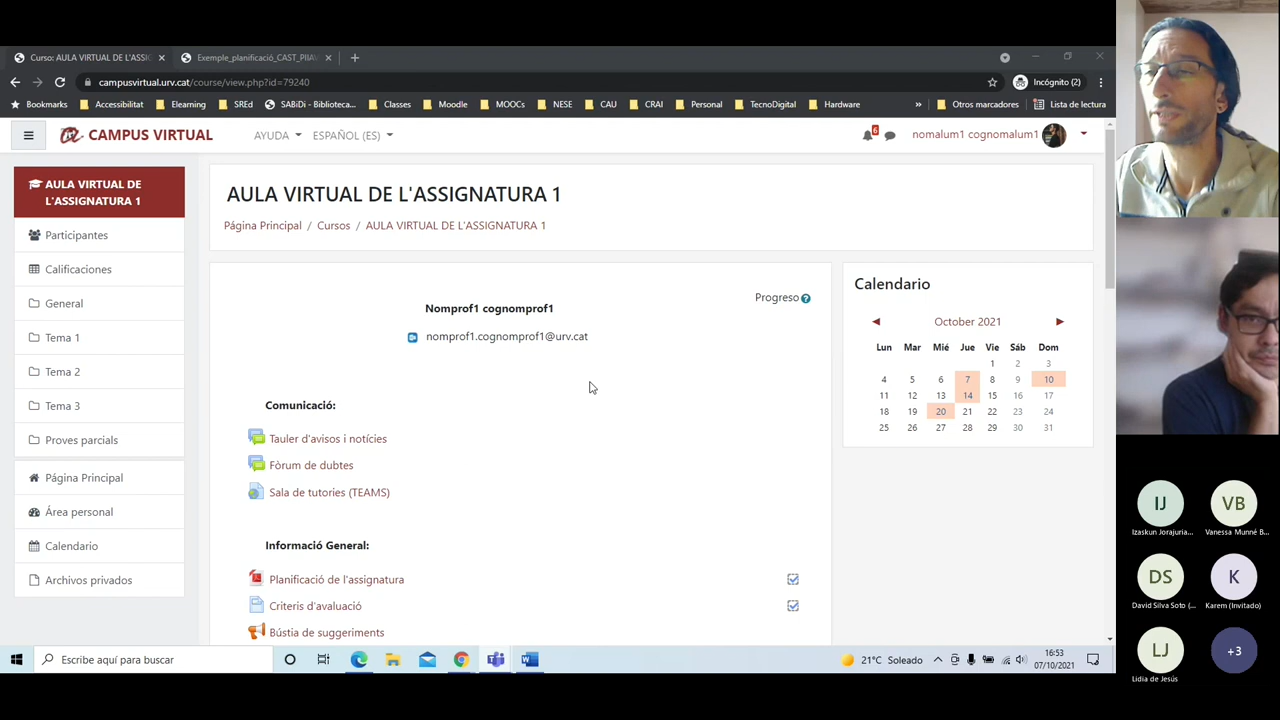 Curso: AULA VIRTUAL DE L'ASSI
Exemple_planificació_CAST_PIIAV
campusvirtual.urv.cat/course/view.php?id=79240
Incógnito (2)
Bookmarks
Accessibilitat
Elearning
SREd
SABiDi - Biblioteca...
Classes
Moodle
MOOCs
NESE
CAU
CRAI
Personal
TecnoDigital
Hardware
»
Otros marcadores
Lista de lectura
CAMPUS VIRTUAL
AYUDA
ESPAÑOL (ES)
6
nomalum1 cognomalum1
AULA VIRTUAL DE
L'ASSIGNATURA 1
Participantes
Calificaciones
General
Tema 1
Tema 2
Tema 3
Proves parcials
Página Principal
Área personal
Calendario
Archivos privados
AULA VIRTUAL DE L'ASSIGNATURA 1
Página Principal / Cursos / AULA VIRTUAL DE L'ASSIGNATURA 1
Progreso
Nomprof1 cognomprof1
nomprof1.cognomprof1@urv.cat
Comunicació:
Tauler d'avisos i notícies
Fòrum de dubtes
Sala de tutories (TEAMS)
Informació General:
Planificació de l'assignatura
Criteris d'avaluació
Bústia de suggeriments
Calendario
October 2021
Lun Mar Mié Jue Vie Sáb Dom
1 2 3
4 5 6 7 8 9 10
11 12 13 14 15 16 17
18 19 20 21 22 23 24
25 26 27 28 29 30 31
Escribe aquí para buscar
21°C Soleado
16:53
07/10/2021
IJ
Izaskun Jorajuria...
VB
Vanessa Munné B...
DS
David Silva Soto (...
K
Karem (Invitado)
LJ
Lidia de Jesús
+3